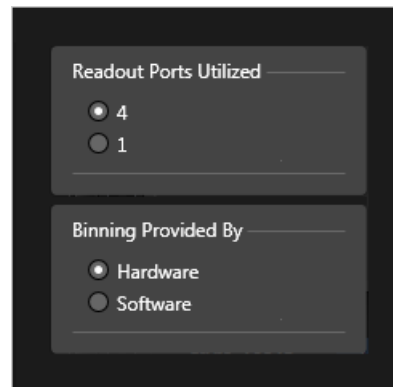 Readout Ports Utilized
4
1
Binning Provided By
Hardware
Software